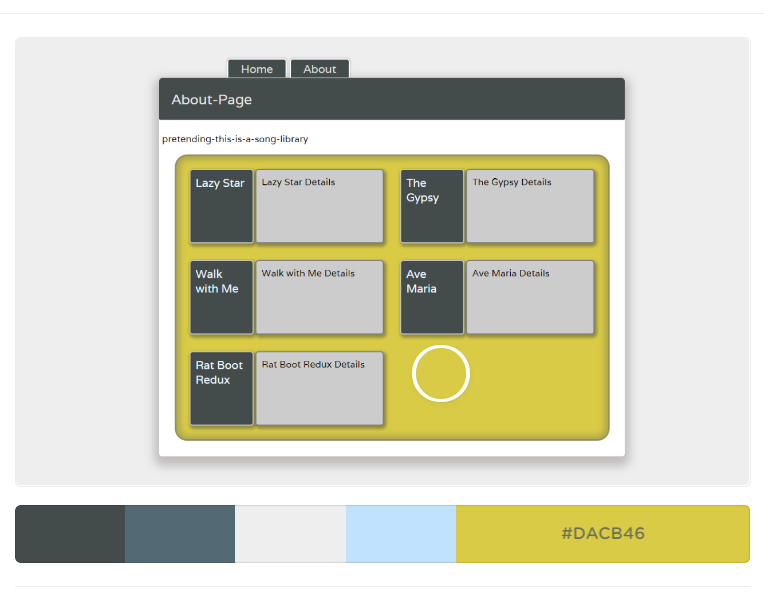 Home About
About-Page
pretending-this-is-a-song-library
Lazy Star
Lazy Star Details
The
Gypsy
The Gypsy Details
Walk
with Me
Walk with Me Details
Ave
Maria
Ave Maria Details
Rat Boot
Redux
Rat Boot Redux Details
#DACB46